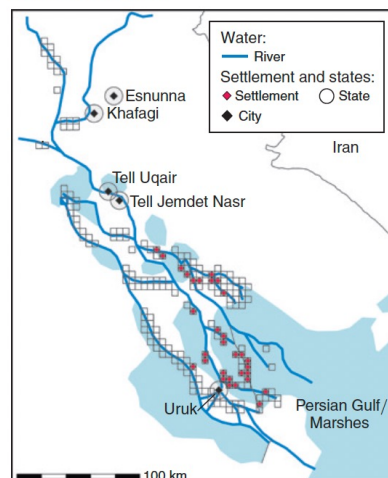 Water:
River
Settlement and states:
Settlement
State
City
Esnunna
Khafagi
Iran
Tell Uqair
Tell Jemdet Nasr
Uruk
Persian Gulf/
Marshes
100 km